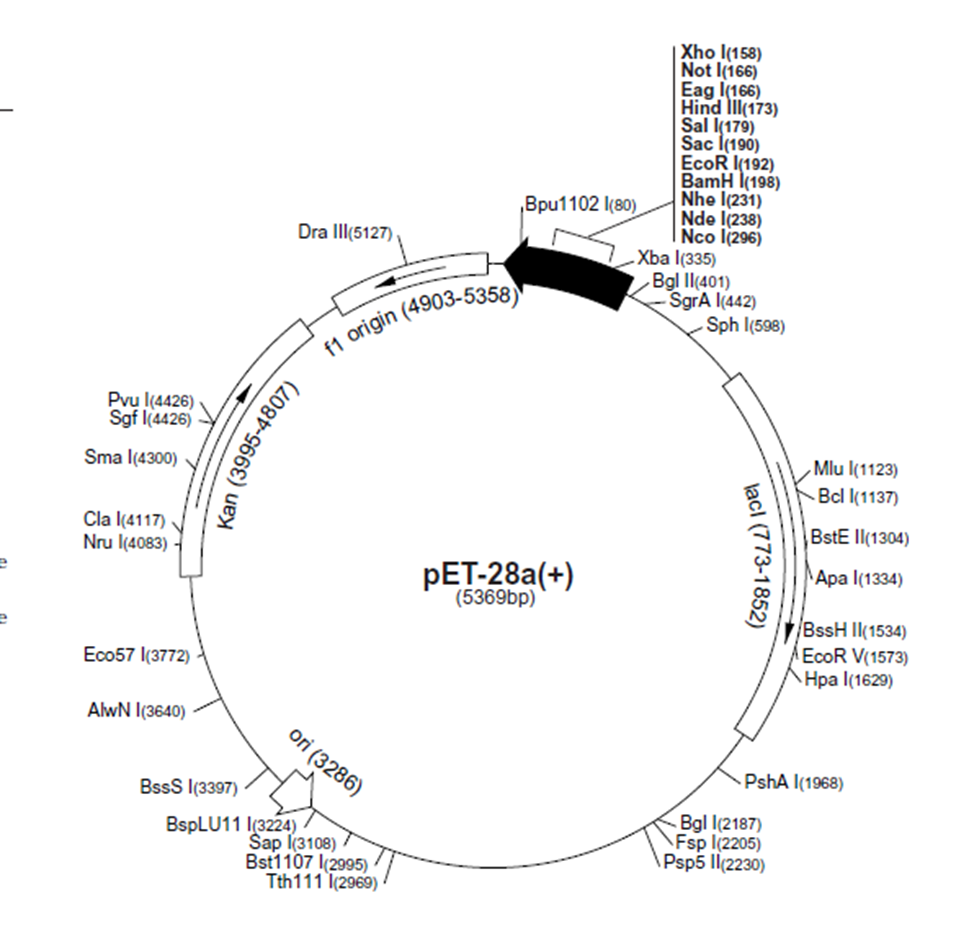 Xho I(158)
Not I(166)
Eag I(166)
Hind III(173)
Sal I(179)
Sac I(190)
EcoR I(192)
BamH I(198)
Nhe I(231)
Nde I(238)
Nco I(296)
Bpu1102 I(80)
Dra III(5127)
Xba I(335)
Bgl II(401)
SgrA I(442)
Sph I(598)
f1 origin (4903-5358)
Pvu I(4426)
Sgf I(4426)
Sma I(4300)
Kan (3995-4807)
Cla I(4117)
Nru I(4083)
Mlu I(1123)
Bcl I(1137)
BstE II(1304)
Apa I(1334)
lacI (773-1852)
pET-28a(+)
(5369bp)
e
e
BssH II(1534)
EcoR V(1573)
Hpa I(1629)
Eco57 I(3772)
AlwN I(3640)
ori (3286)
BssS I(3397)
PshA I(1968)
BspLU11 I(3224)
Sap I(3108)
Bst1107 I(2995)
Tth111 I(2969)
Bgl I(2187)
Fsp I(2205)
Psp5 II(2230)